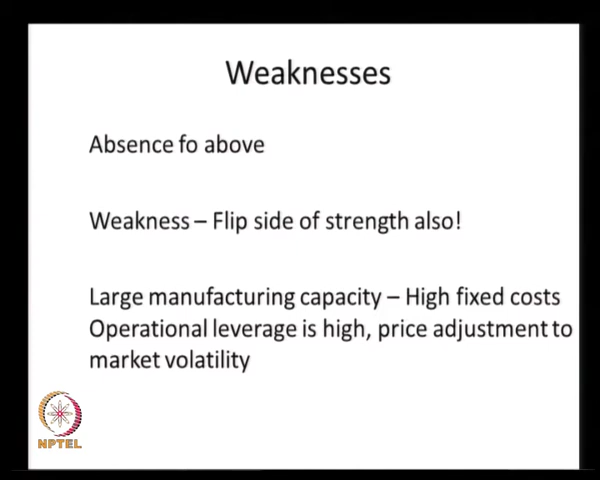 Weaknesses
Absence fo above
Weakness – Flip side of strength also!
Large manufacturing capacity – High fixed costs
Operational leverage is high, price adjustment to
market volatility
NPTEL